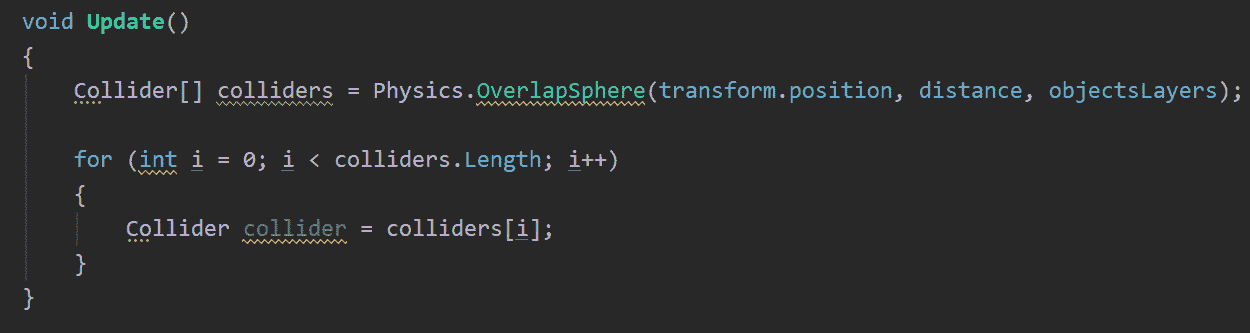 void Update()
{
Collider[] colliders = Physics.OverlapSphere(transform.position, distance, objectsLayers);
for (int i = 0; i < colliders.Length; i++)
{
Collider collider = colliders[i];
}
}